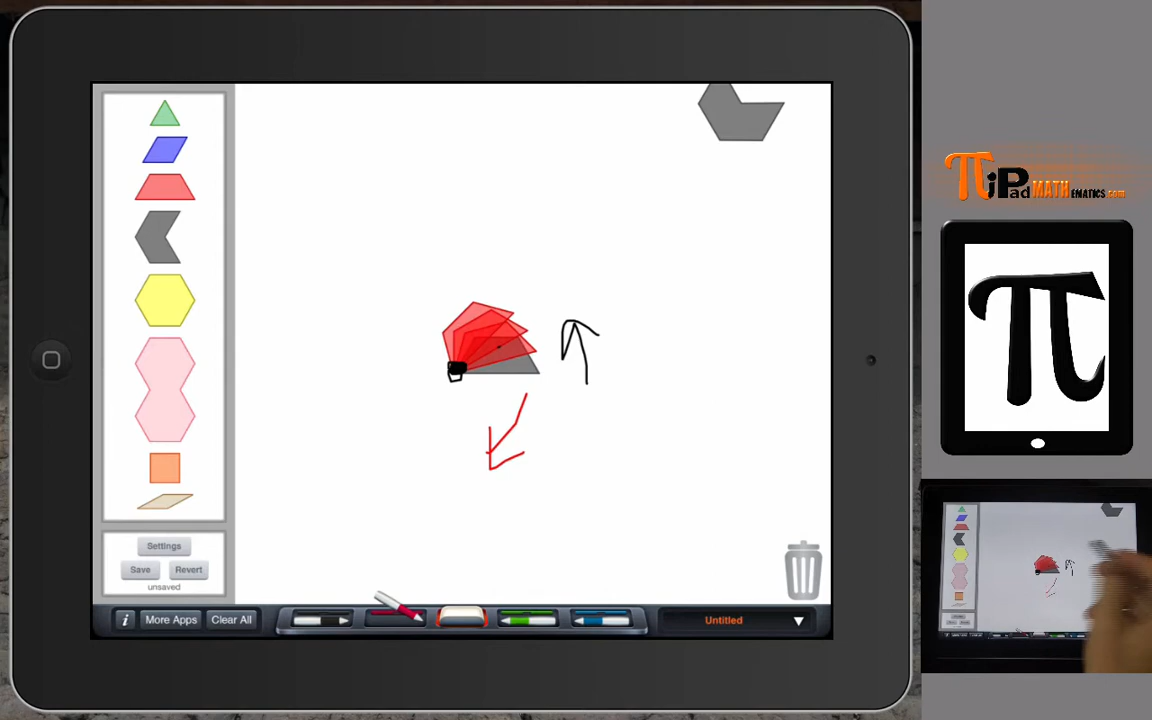 Settings
Save Revert
unsaved
i More Apps Clear All
Untitled
iPad MATHEMATICS.com